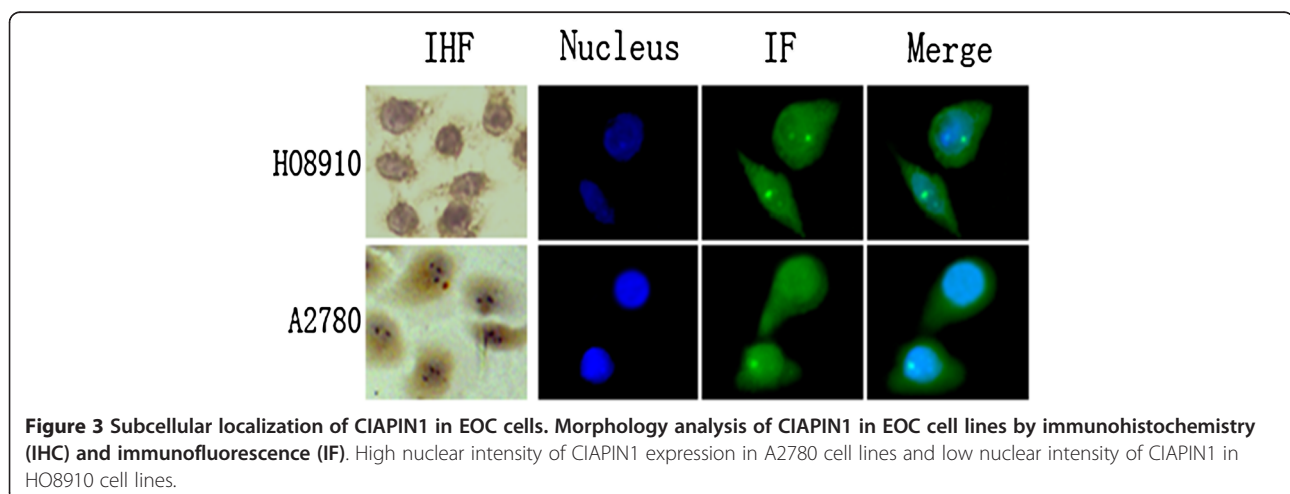 IHF Nucleus IF Merge
HO8910
A2780
Figure 3 Subcellular localization of CIAPIN1 in EOC cells. Morphology analysis of CIAPIN1 in EOC cell lines by immunohistochemistry
(IHC) and immunofluorescence (IF). High nuclear intensity of CIAPIN1 expression in A2780 cell lines and low nuclear intensity of CIAPIN1 in
HO8910 cell lines.